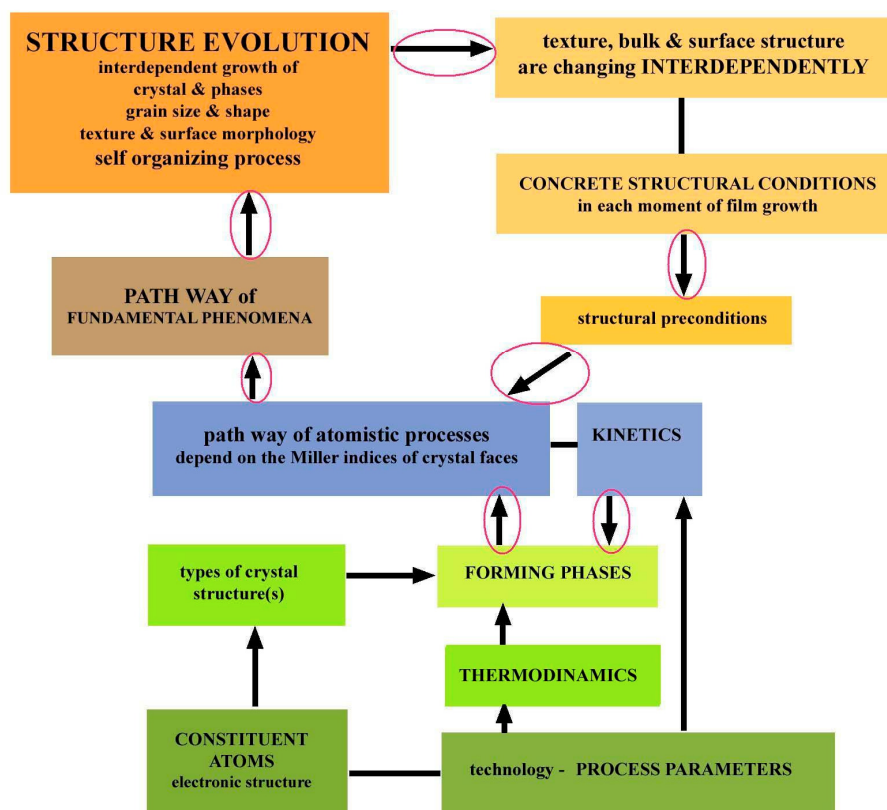 STRUCTURE EVOLUTION
interdependent growth of
crystal & phases
grain size & shape
texture & surface morphology
self organizing process
texture, bulk & surface structure
are changing INTERDEPENDENTLY
CONCRETE STRUCTURAL CONDITIONS
in each moment of film growth
PATH WAY of
FUNDAMENTAL PHENOMENA
structural preconditions
path way of atomistic processes
depend on the Miller indices of crystal faces
KINETICS
types of crystal
structure(s)
FORMING PHASES
THERMODINAMICS
CONSTITUENT
ATOMS
electronic structure
technology - PROCESS PARAMETERS